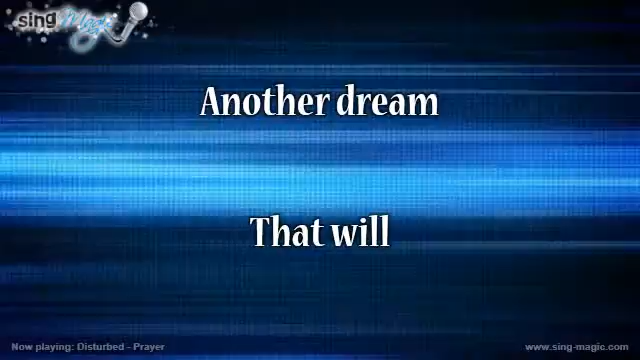 sing Magic
Another dream
That will
Now playing: Disturbed - Prayer
www.sing-magic.com